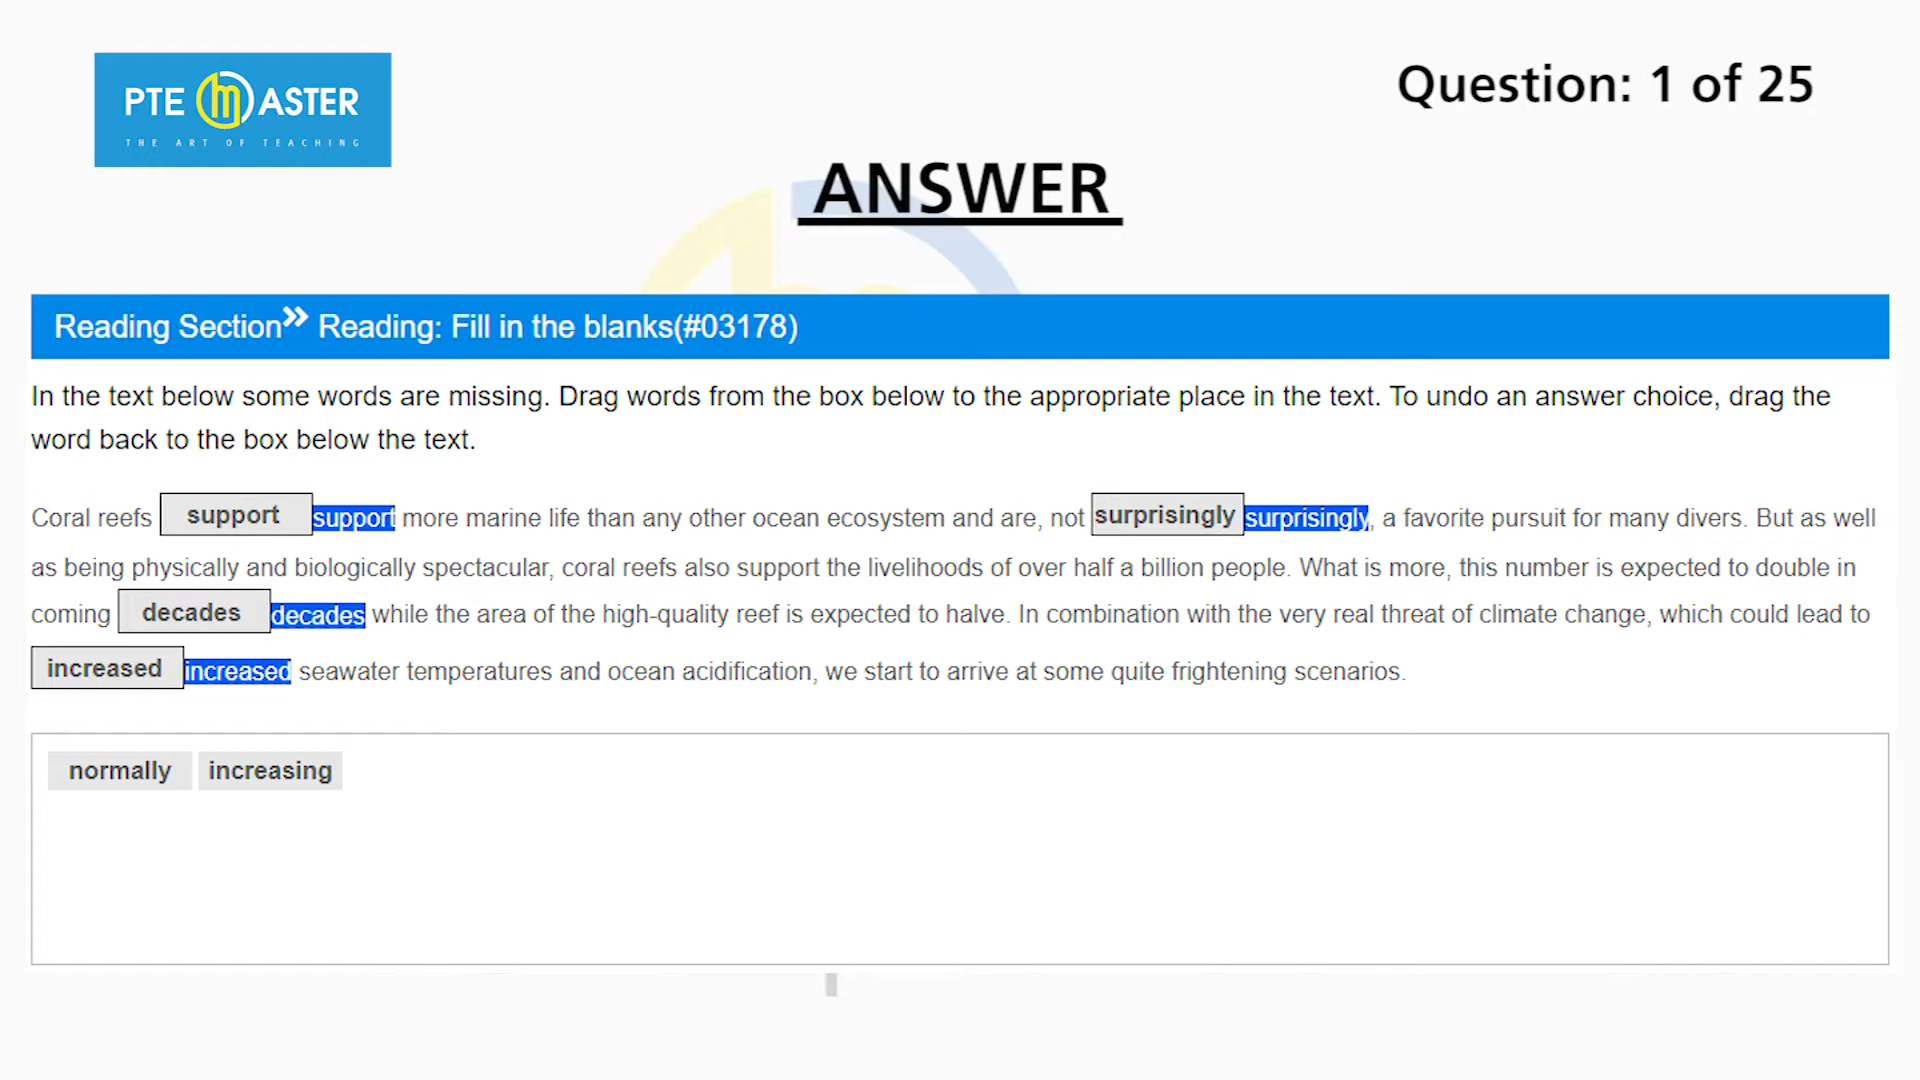 PTE MASTER
THE ART OF TEACHING
Question: 1 of 25
ANSWER
Reading Section» Reading: Fill in the blanks(#03178)
In the text below some words are missing. Drag words from the box below to the appropriate place in the text. To undo an answer choice, drag the
word back to the box below the text.
Coral reefs support support more marine life than any other ocean ecosystem and are, not surprisingly surprisingly, a favorite pursuit for many divers. But as well
as being physically and biologically spectacular, coral reefs also support the livelihoods of over half a billion people. What is more, this number is expected to double in
coming decades decades while the area of the high-quality reef is expected to halve. In combination with the very real threat of climate change, which could lead to
increased increased seawater temperatures and ocean acidification, we start to arrive at some quite frightening scenarios.
normally increasing